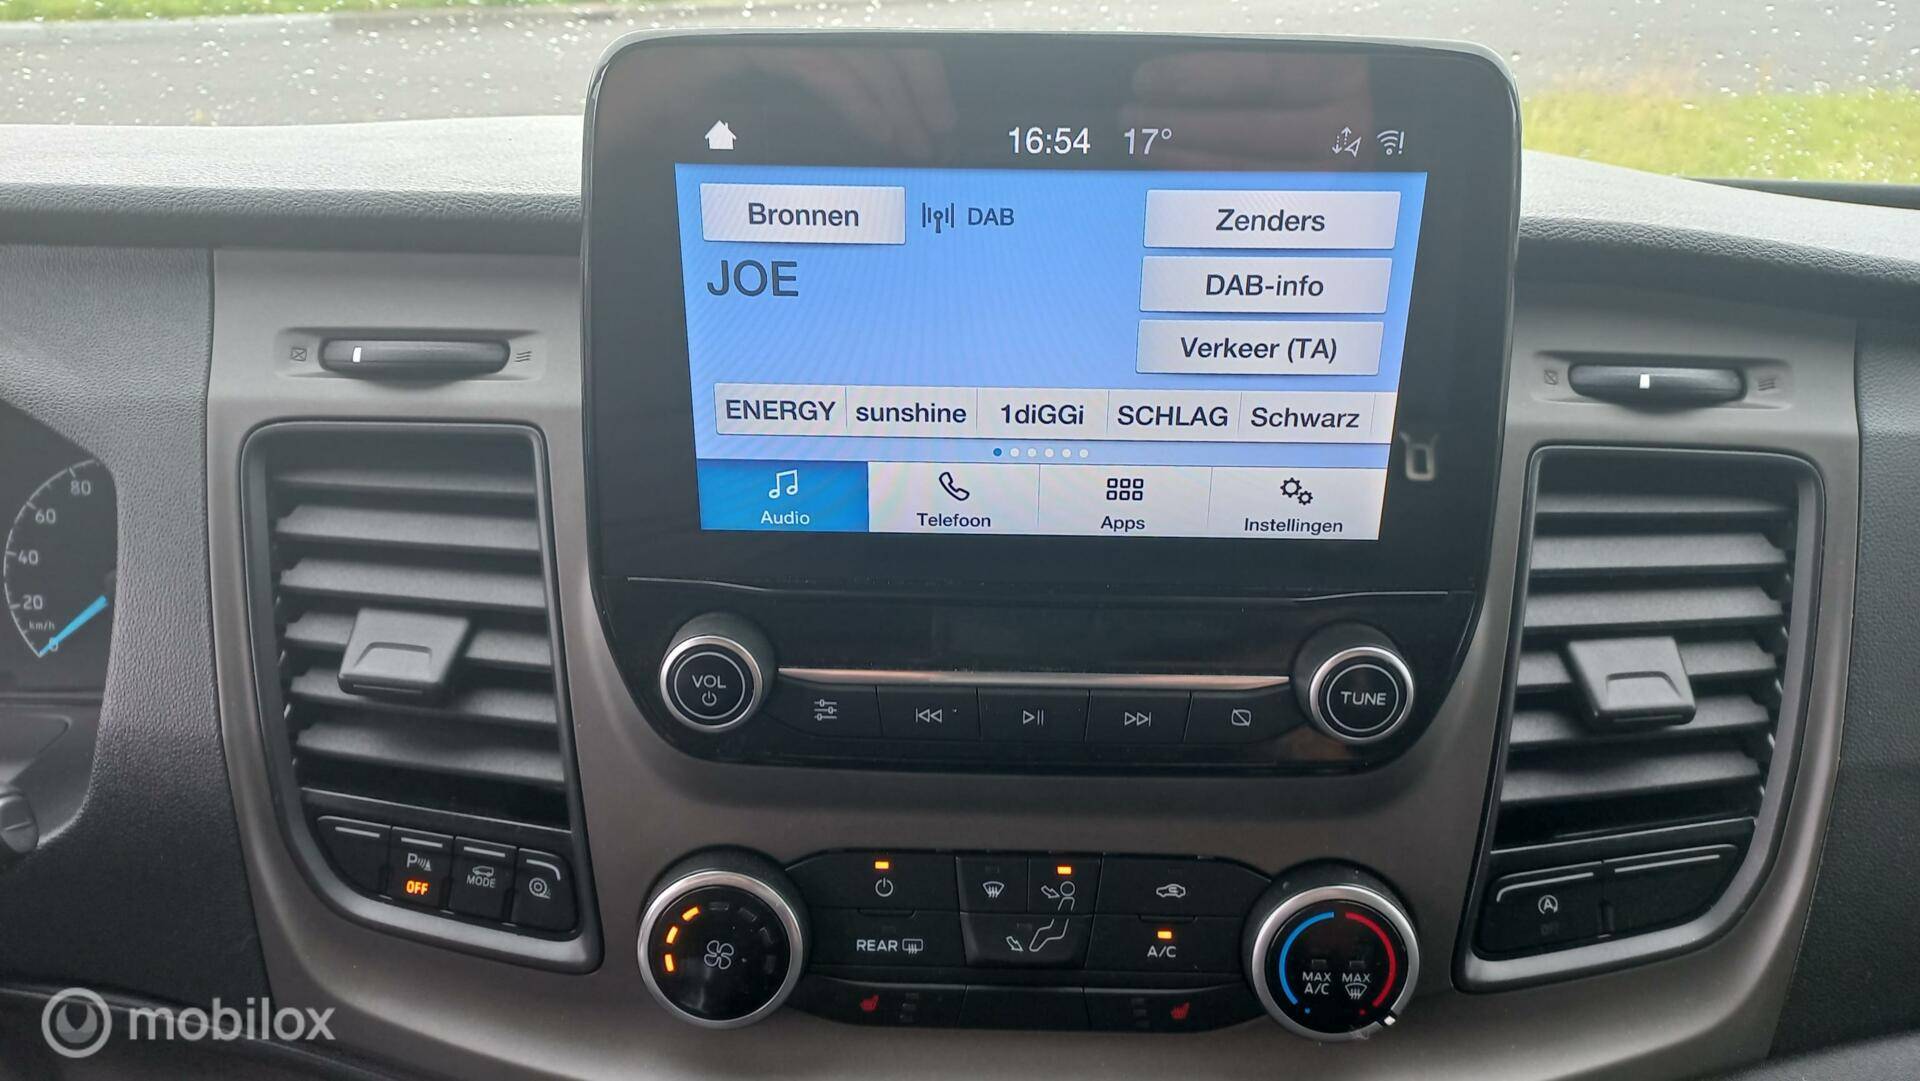 16:54 17°
Bronnen DAB Zenders
JOE
DAB-info
Verkeer (TA)
ENERGY sunshine 1diGGi SCHLAG Schwarz
Audio Telefoon Apps Instellingen
80
60
40
20
km/h
0
VOL
TUNE
P OFF
MODE
REAR
A/C
MAX A/C
MAX
A
mobilox